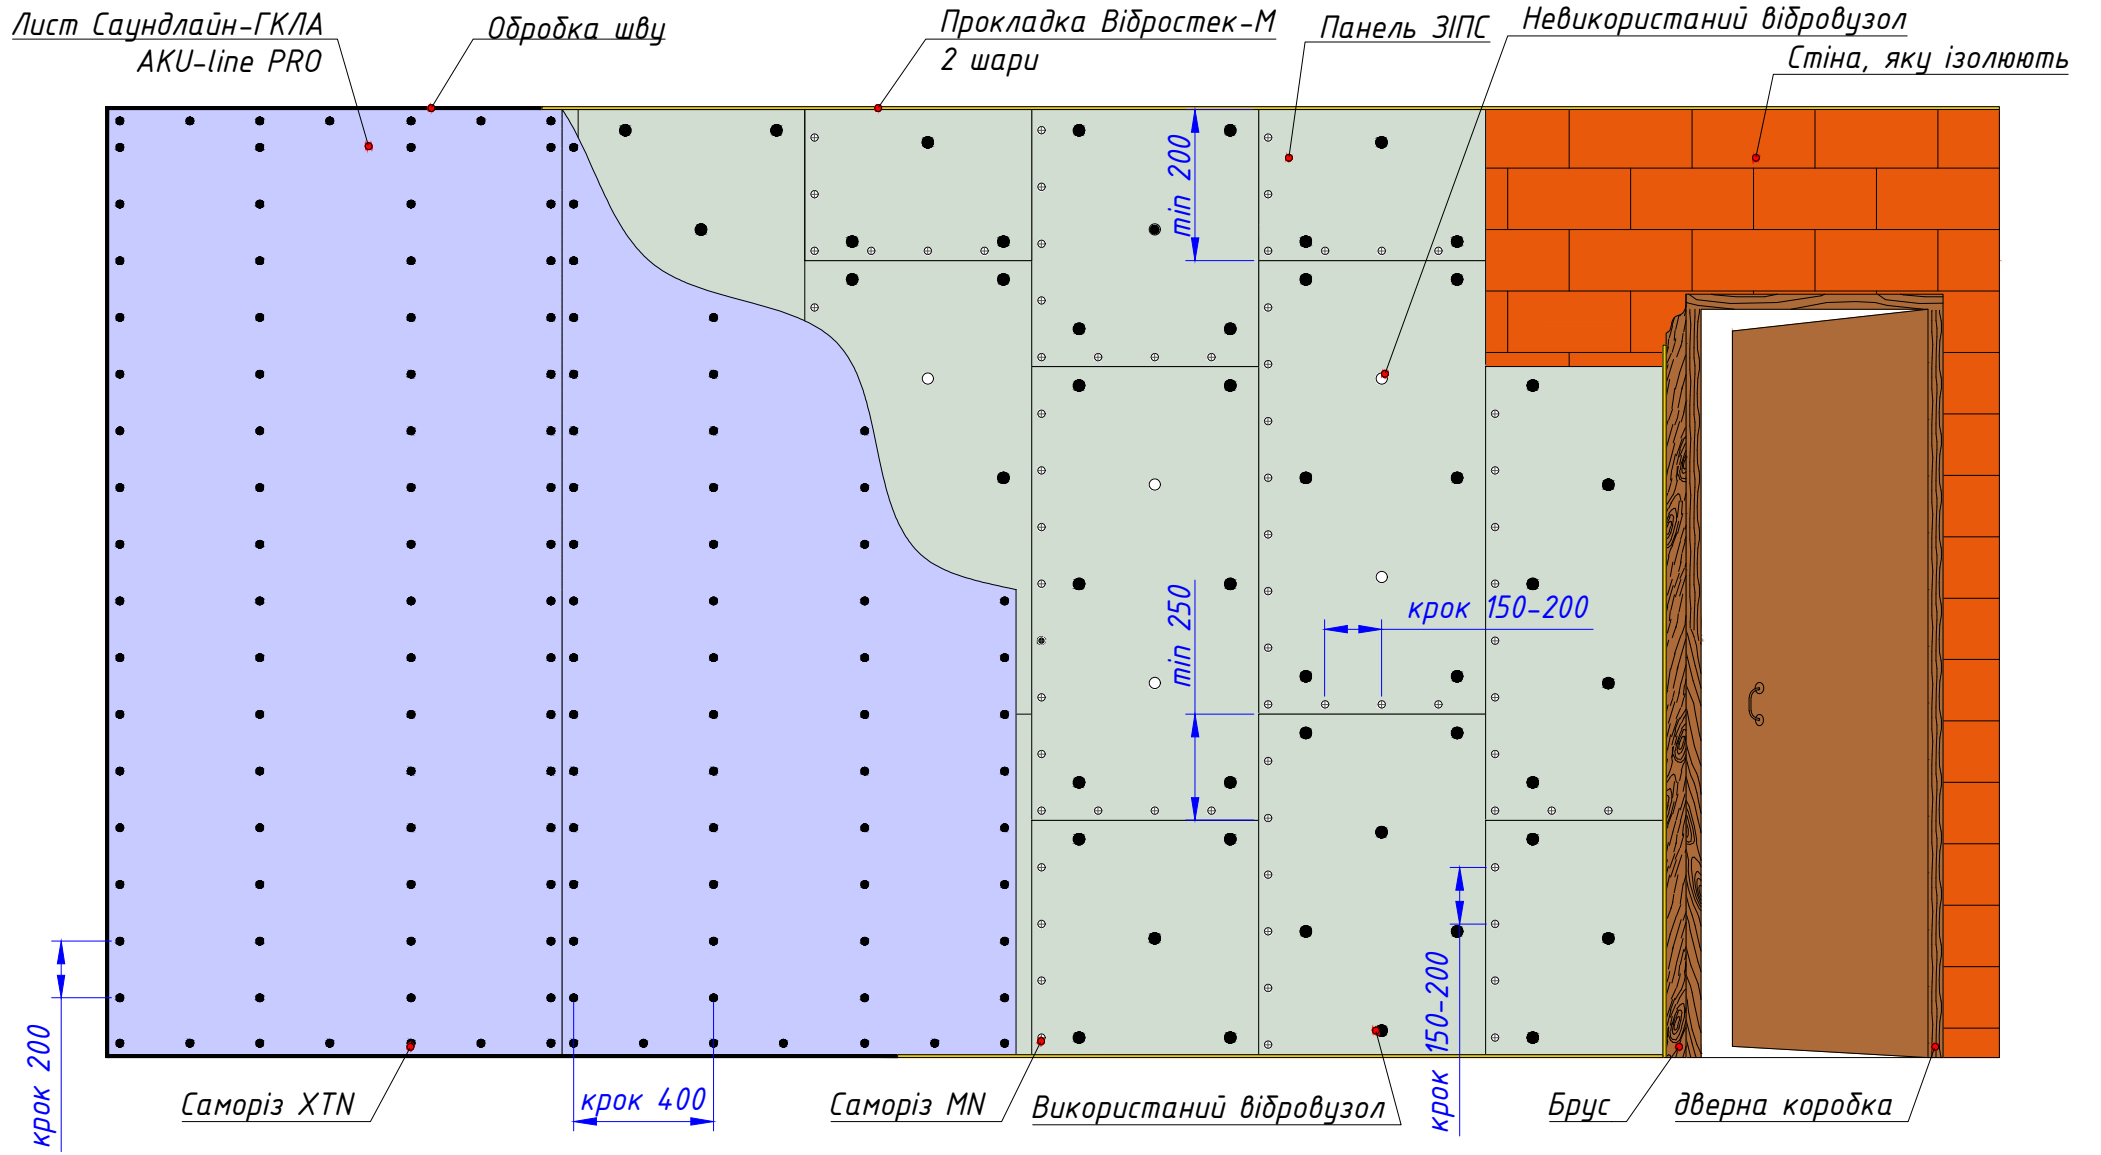 Лист Саундлайн-ГКЛА
AKU-line PRO
Обробка шву
Прокладка Вібростек-М
2 шари
Панель ЗІПС
Невикористаний вібровузол
Стіна, яку ізолюють
min 200
min 250
крок 150-200
крок 150-200
крок 200
крок 400
Саморіз XTN
Саморіз MN
Використаний вібровузол
Брус
дверна коробка